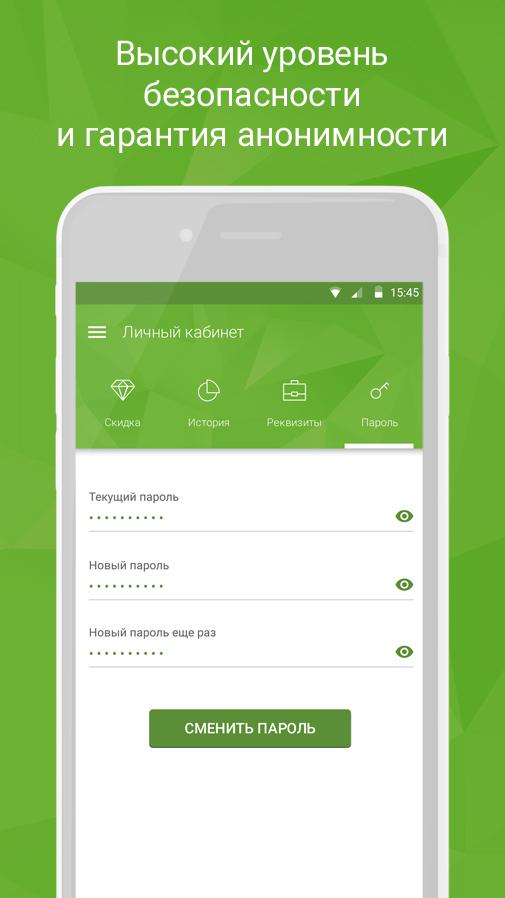 Высокий уровень
безопасности
и гарантия анонимности
15:45
Личный кабинет
Скидка История Реквизиты Пароль
Текущий пароль
••••••••••
Новый пароль
••••••••••
Новый пароль еще раз
••••••••••
СМЕНИТЬ ПАРОЛЬ